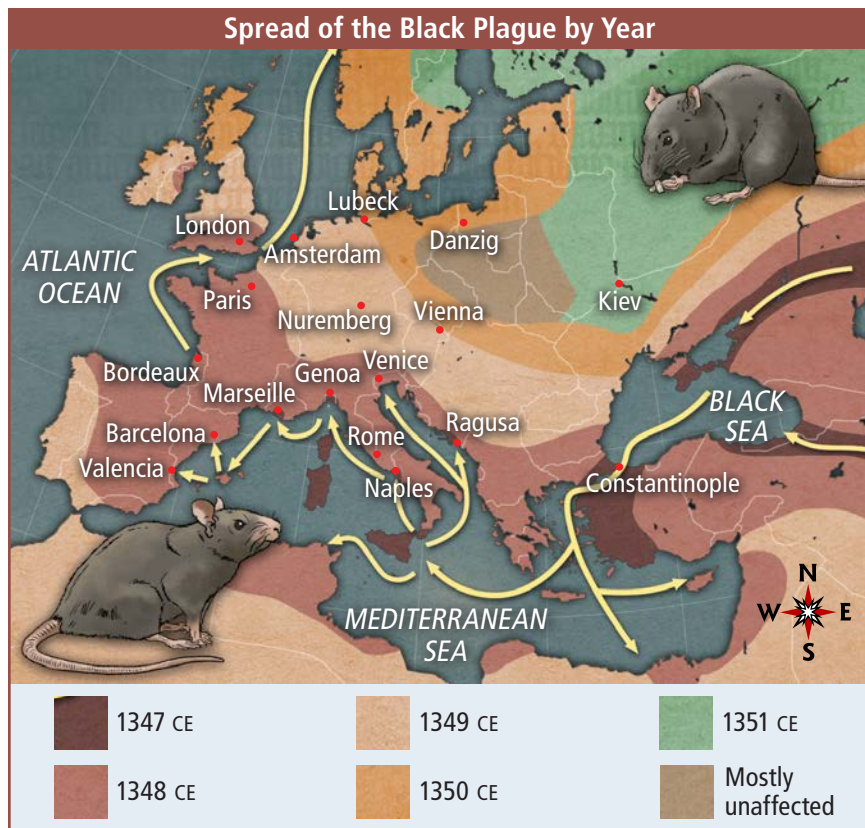 Spread of the Black Plague by Year
Lubeck
London
Amsterdam
Danzig
ATLANTIC
OCEAN
Paris
Nuremberg
Vienna
Kiev
Bordeaux
Marseille
Genoa
Venice
Barcelona
Rome
Ragusa
BLACK
SEA
Valencia
Naples
Constantinople
MEDITERRANEAN
SEA
N
W E
S
1347 CE
1349 CE
1351 CE
1348 CE
1350 CE
Mostly
unaffected